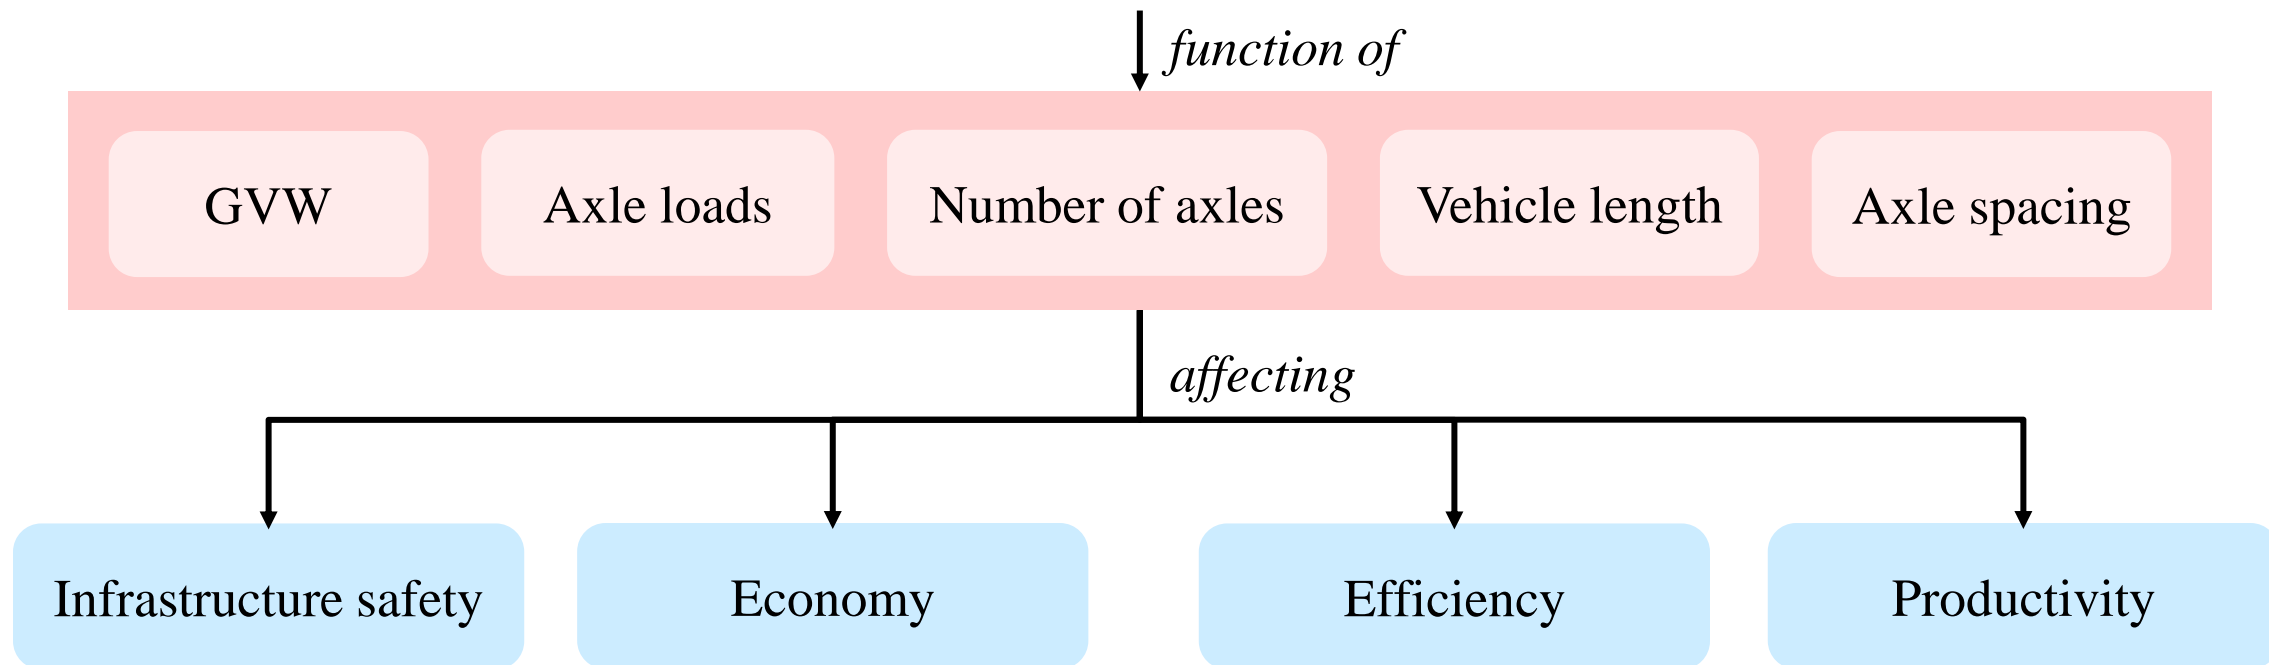 function of
GVW
Axle loads
Number of axles
Vehicle length
Axle spacing
affecting
Infrastructure safety
Economy
Efficiency
Productivity